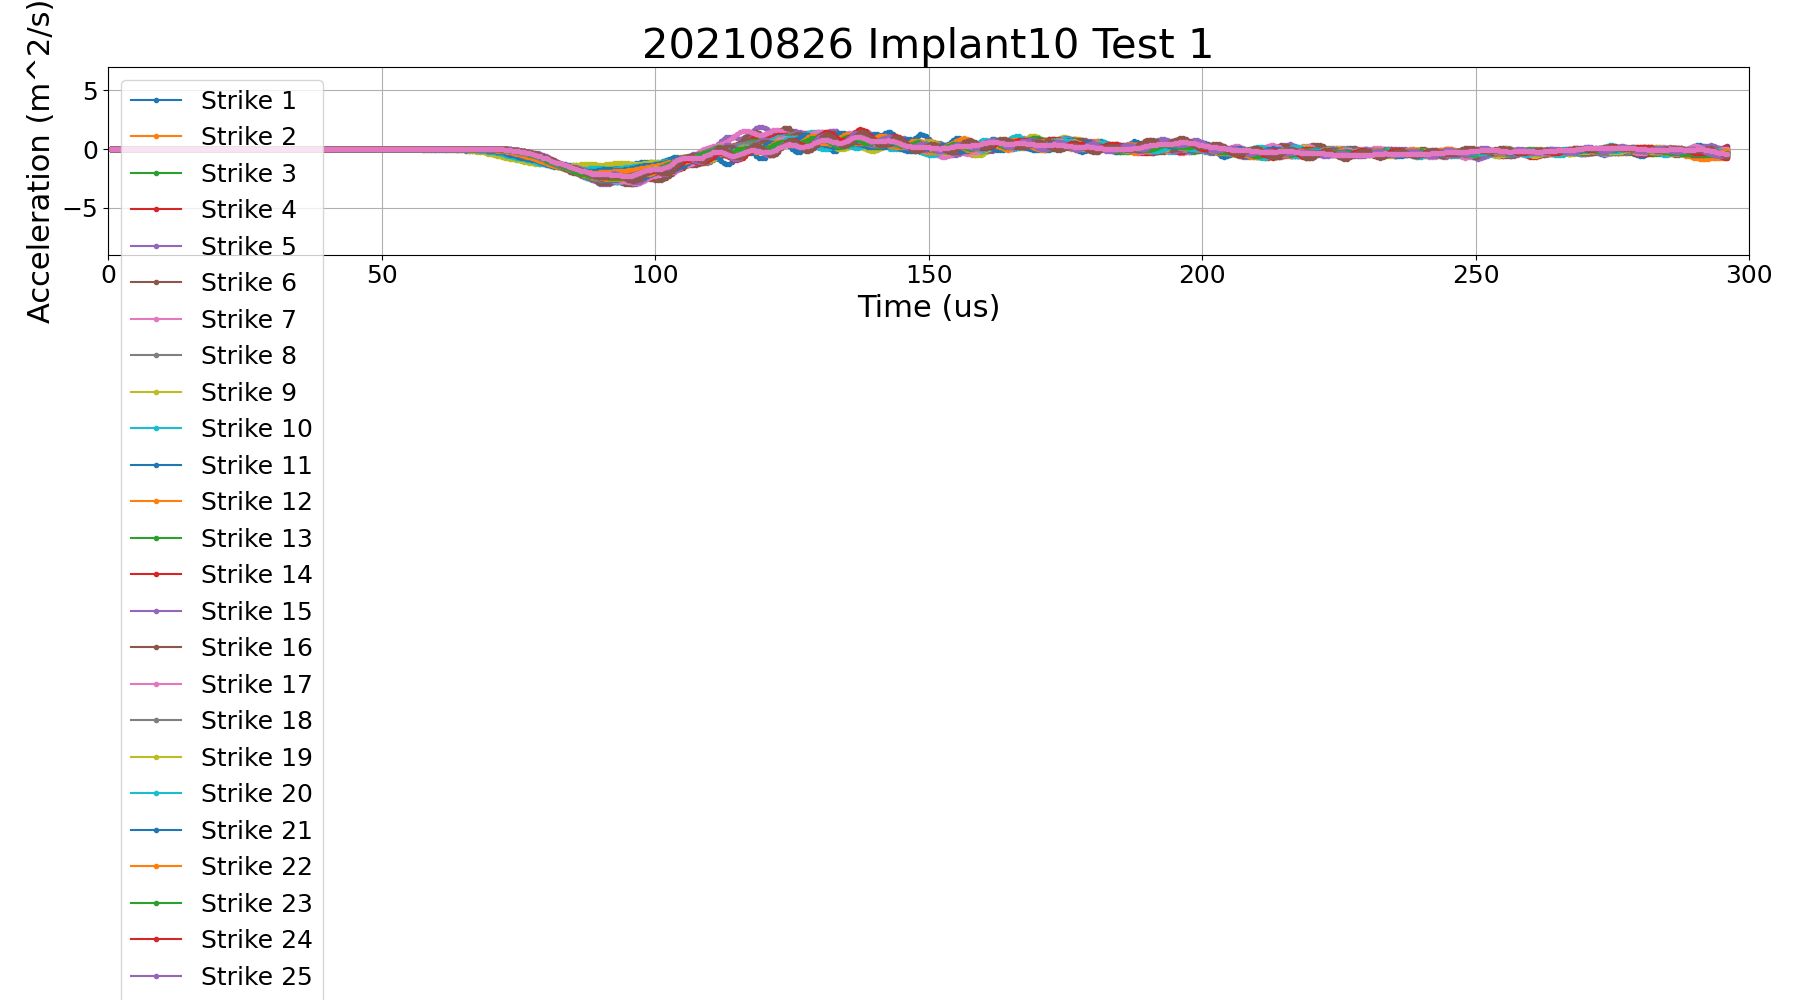 20210826 Implant10 Test 1
Acceleration (m^2/s)
5
0
−5
0 50 100 150 200 250 300
Time (us)
Strike 1
Strike 2
Strike 3
Strike 4
Strike 5
Strike 6
Strike 7
Strike 8
Strike 9
Strike 10
Strike 11
Strike 12
Strike 13
Strike 14
Strike 15
Strike 16
Strike 17
Strike 18
Strike 19
Strike 20
Strike 21
Strike 22
Strike 23
Strike 24
Strike 25